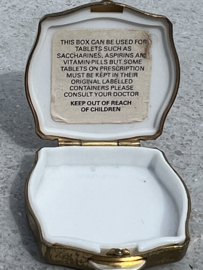 THIS BOX CAN BE USED FOR
TABLETS SUCH AS
SACCHARINES, ASPIRINS AND
VITAMIN PILLS BUT SOME
TABLETS ON PRESCRIPTION
MUST BE KEPT IN THEIR
ORIGINAL LABELLED
CONTAINERS PLEASE
CONSULT YOUR DOCTOR
KEEP OUT OF REACH
OF CHILDREN